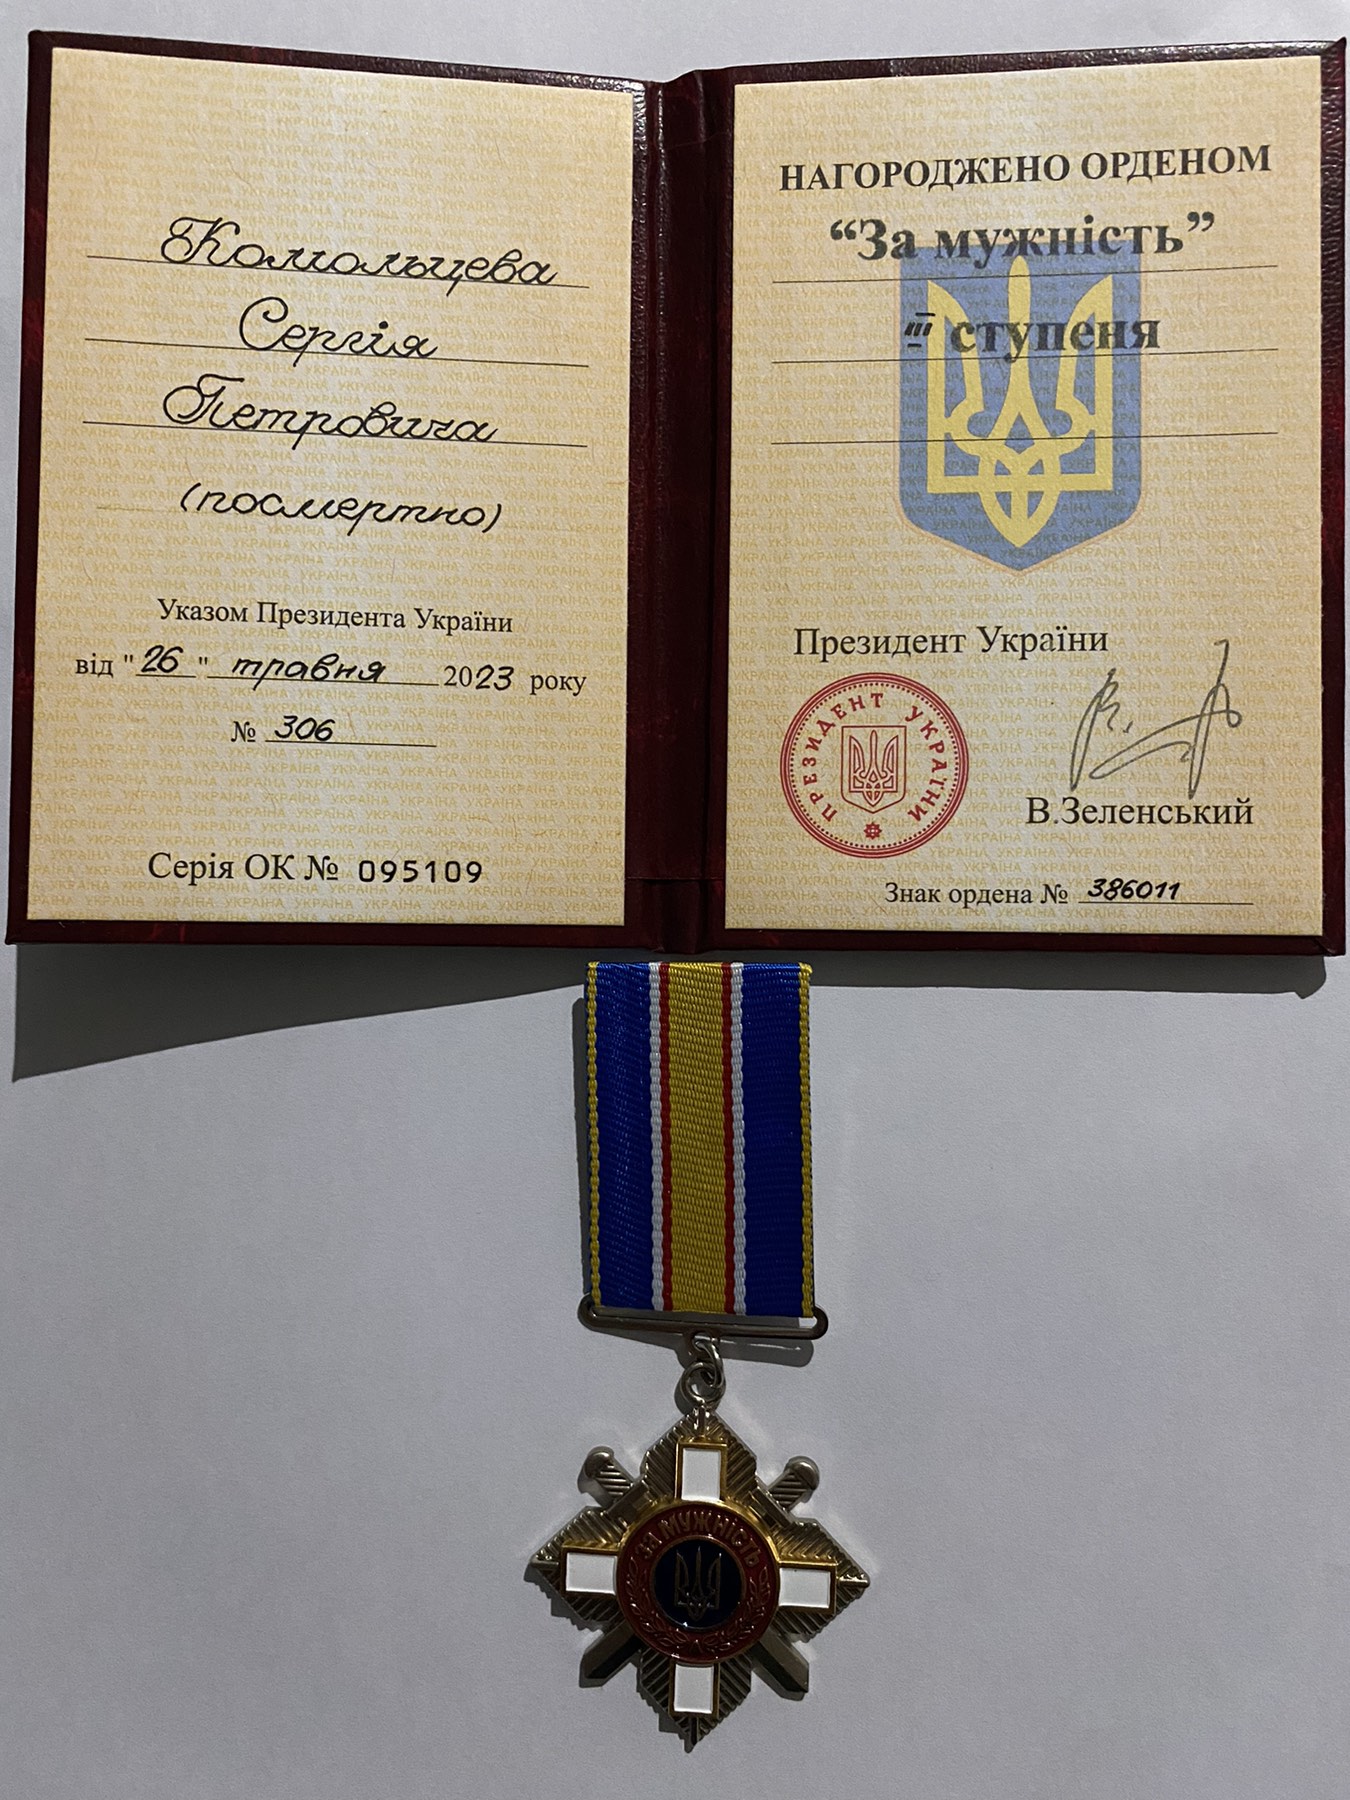 Комольцева
Сергія
Петровича
(посмертно)
Указом Президента України
від "26" травня 2023 року
№ 306
Серія ОК № 095109
НАГОРОДЖЕНО ОРДЕНОМ
“За мужність”
III ступеня
Президент України
ПРЕЗИДЕНТ УКРАЇНИ
В.Зеленський
Знак ордена № 386011
ЗА МУЖНІСТЬ